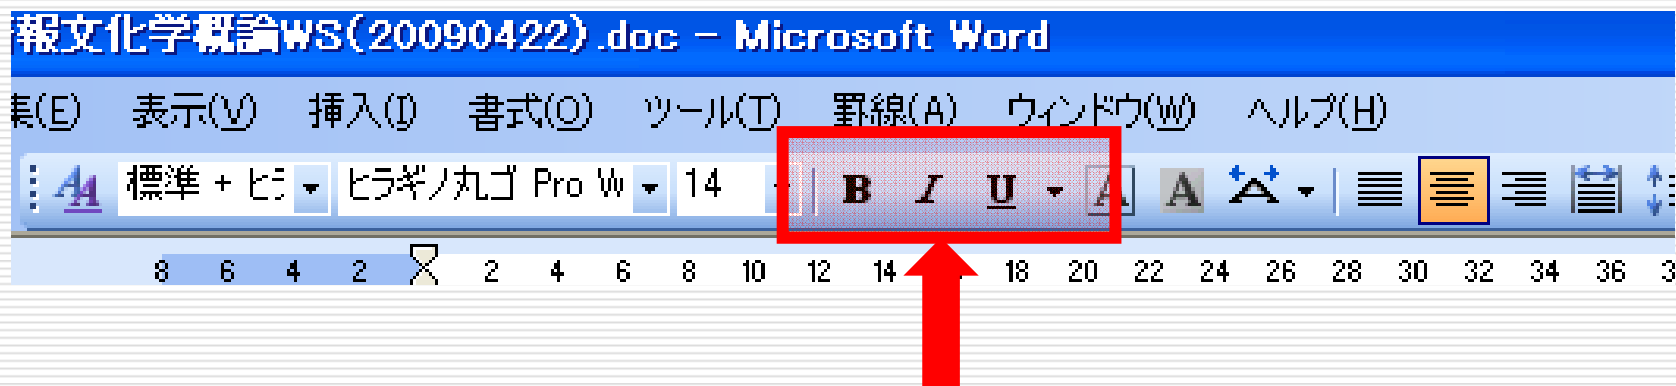 報文化学概論WS(20090422).doc - Microsoft Word
集(E) 表示(V) 挿入(I) 書式(O) ツール(T) 罫線(A) ウィンドウ(W) ヘルプ(H)
標準 + ヒラ ヒラギノ丸ゴ Pro W 14 B I U A A A
8 6 4 2 2 4 6 8 10 12 14 18 20 22 24 26 28 30 32 34 36